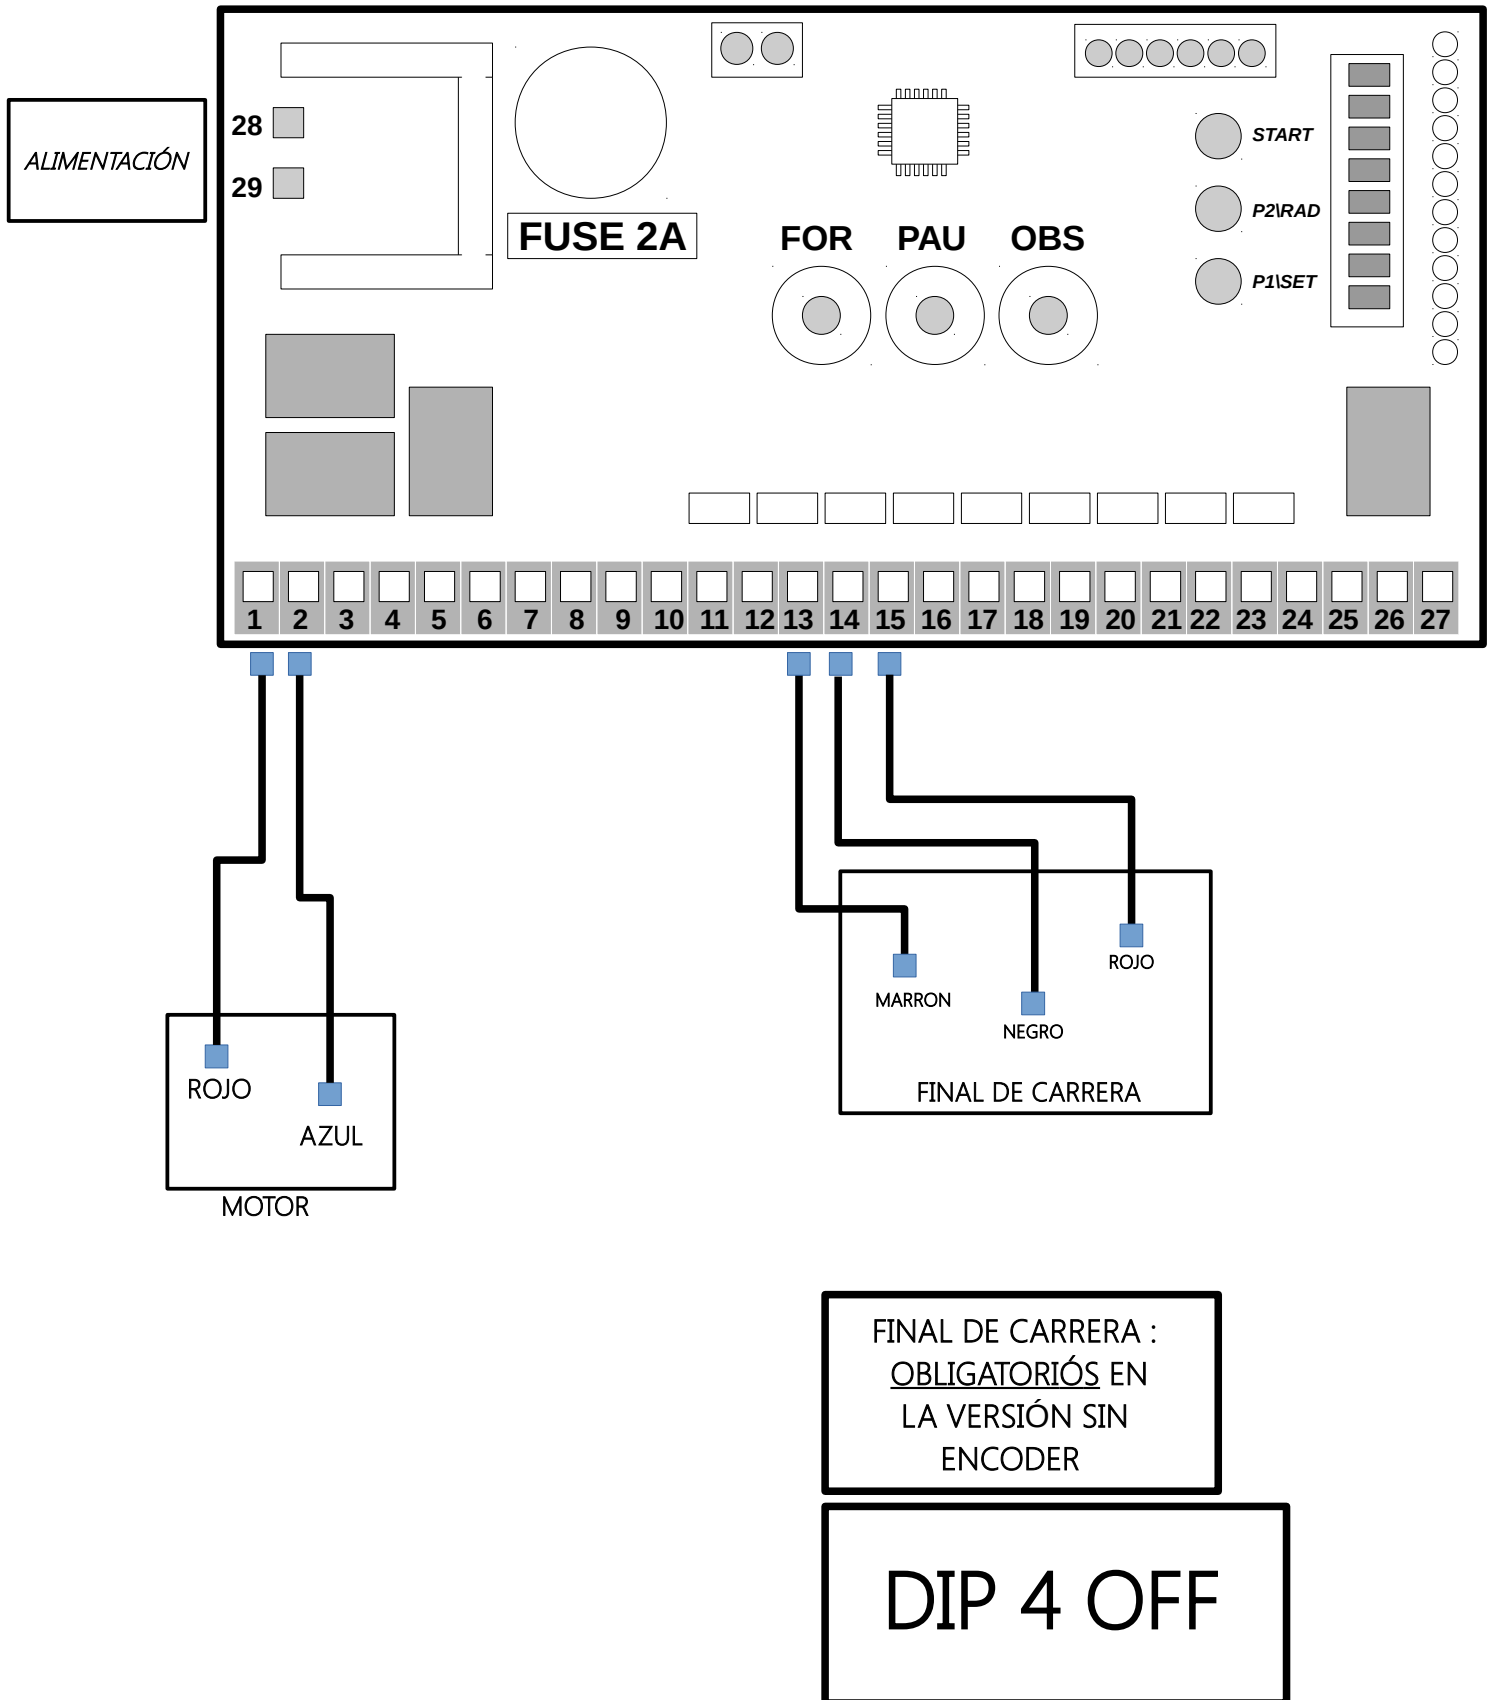 ALIMENTACIÓN
28
29
FUSE 2A
FOR PAU OBS
START
P2\RAD
P1\SET
1 2 3 4 5 6 7 8 9 10 11 12 13 14 15 16 17 18 19 20 21 22 23 24 25 26 27
ROJO
AZUL
MOTOR
MARRON
NEGRO
ROJO
FINAL DE CARRERA
FINAL DE CARRERA :
OBLIGATORIÓS EN
LA VERSIÓN SIN
ENCODER
DIP 4 OFF